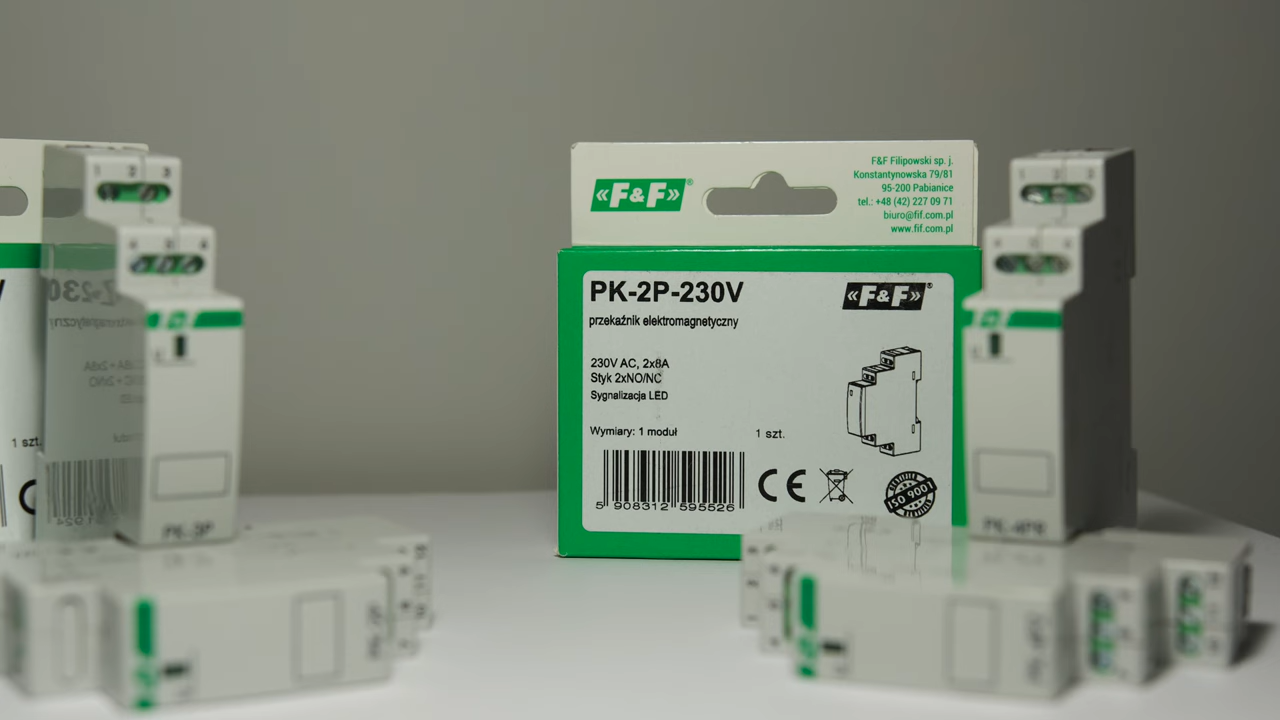 «F&F»®
F&F Filipowski sp. j.
Konstantynowska 79/81
95-200 Pabianice
tel.: +48 (42) 227 09 71
biuro@fif.com.pl
www.fif.com.pl
PK-2P-230V
«F&F»®
przekaźnik elektromagnetyczny
230V AC, 2x8A
Styk 2xNO/NC
Sygnalizacja LED
Wymiary: 1 moduł
1 szt.
5 908312 595526
CE
ISO 9001
1 szt.